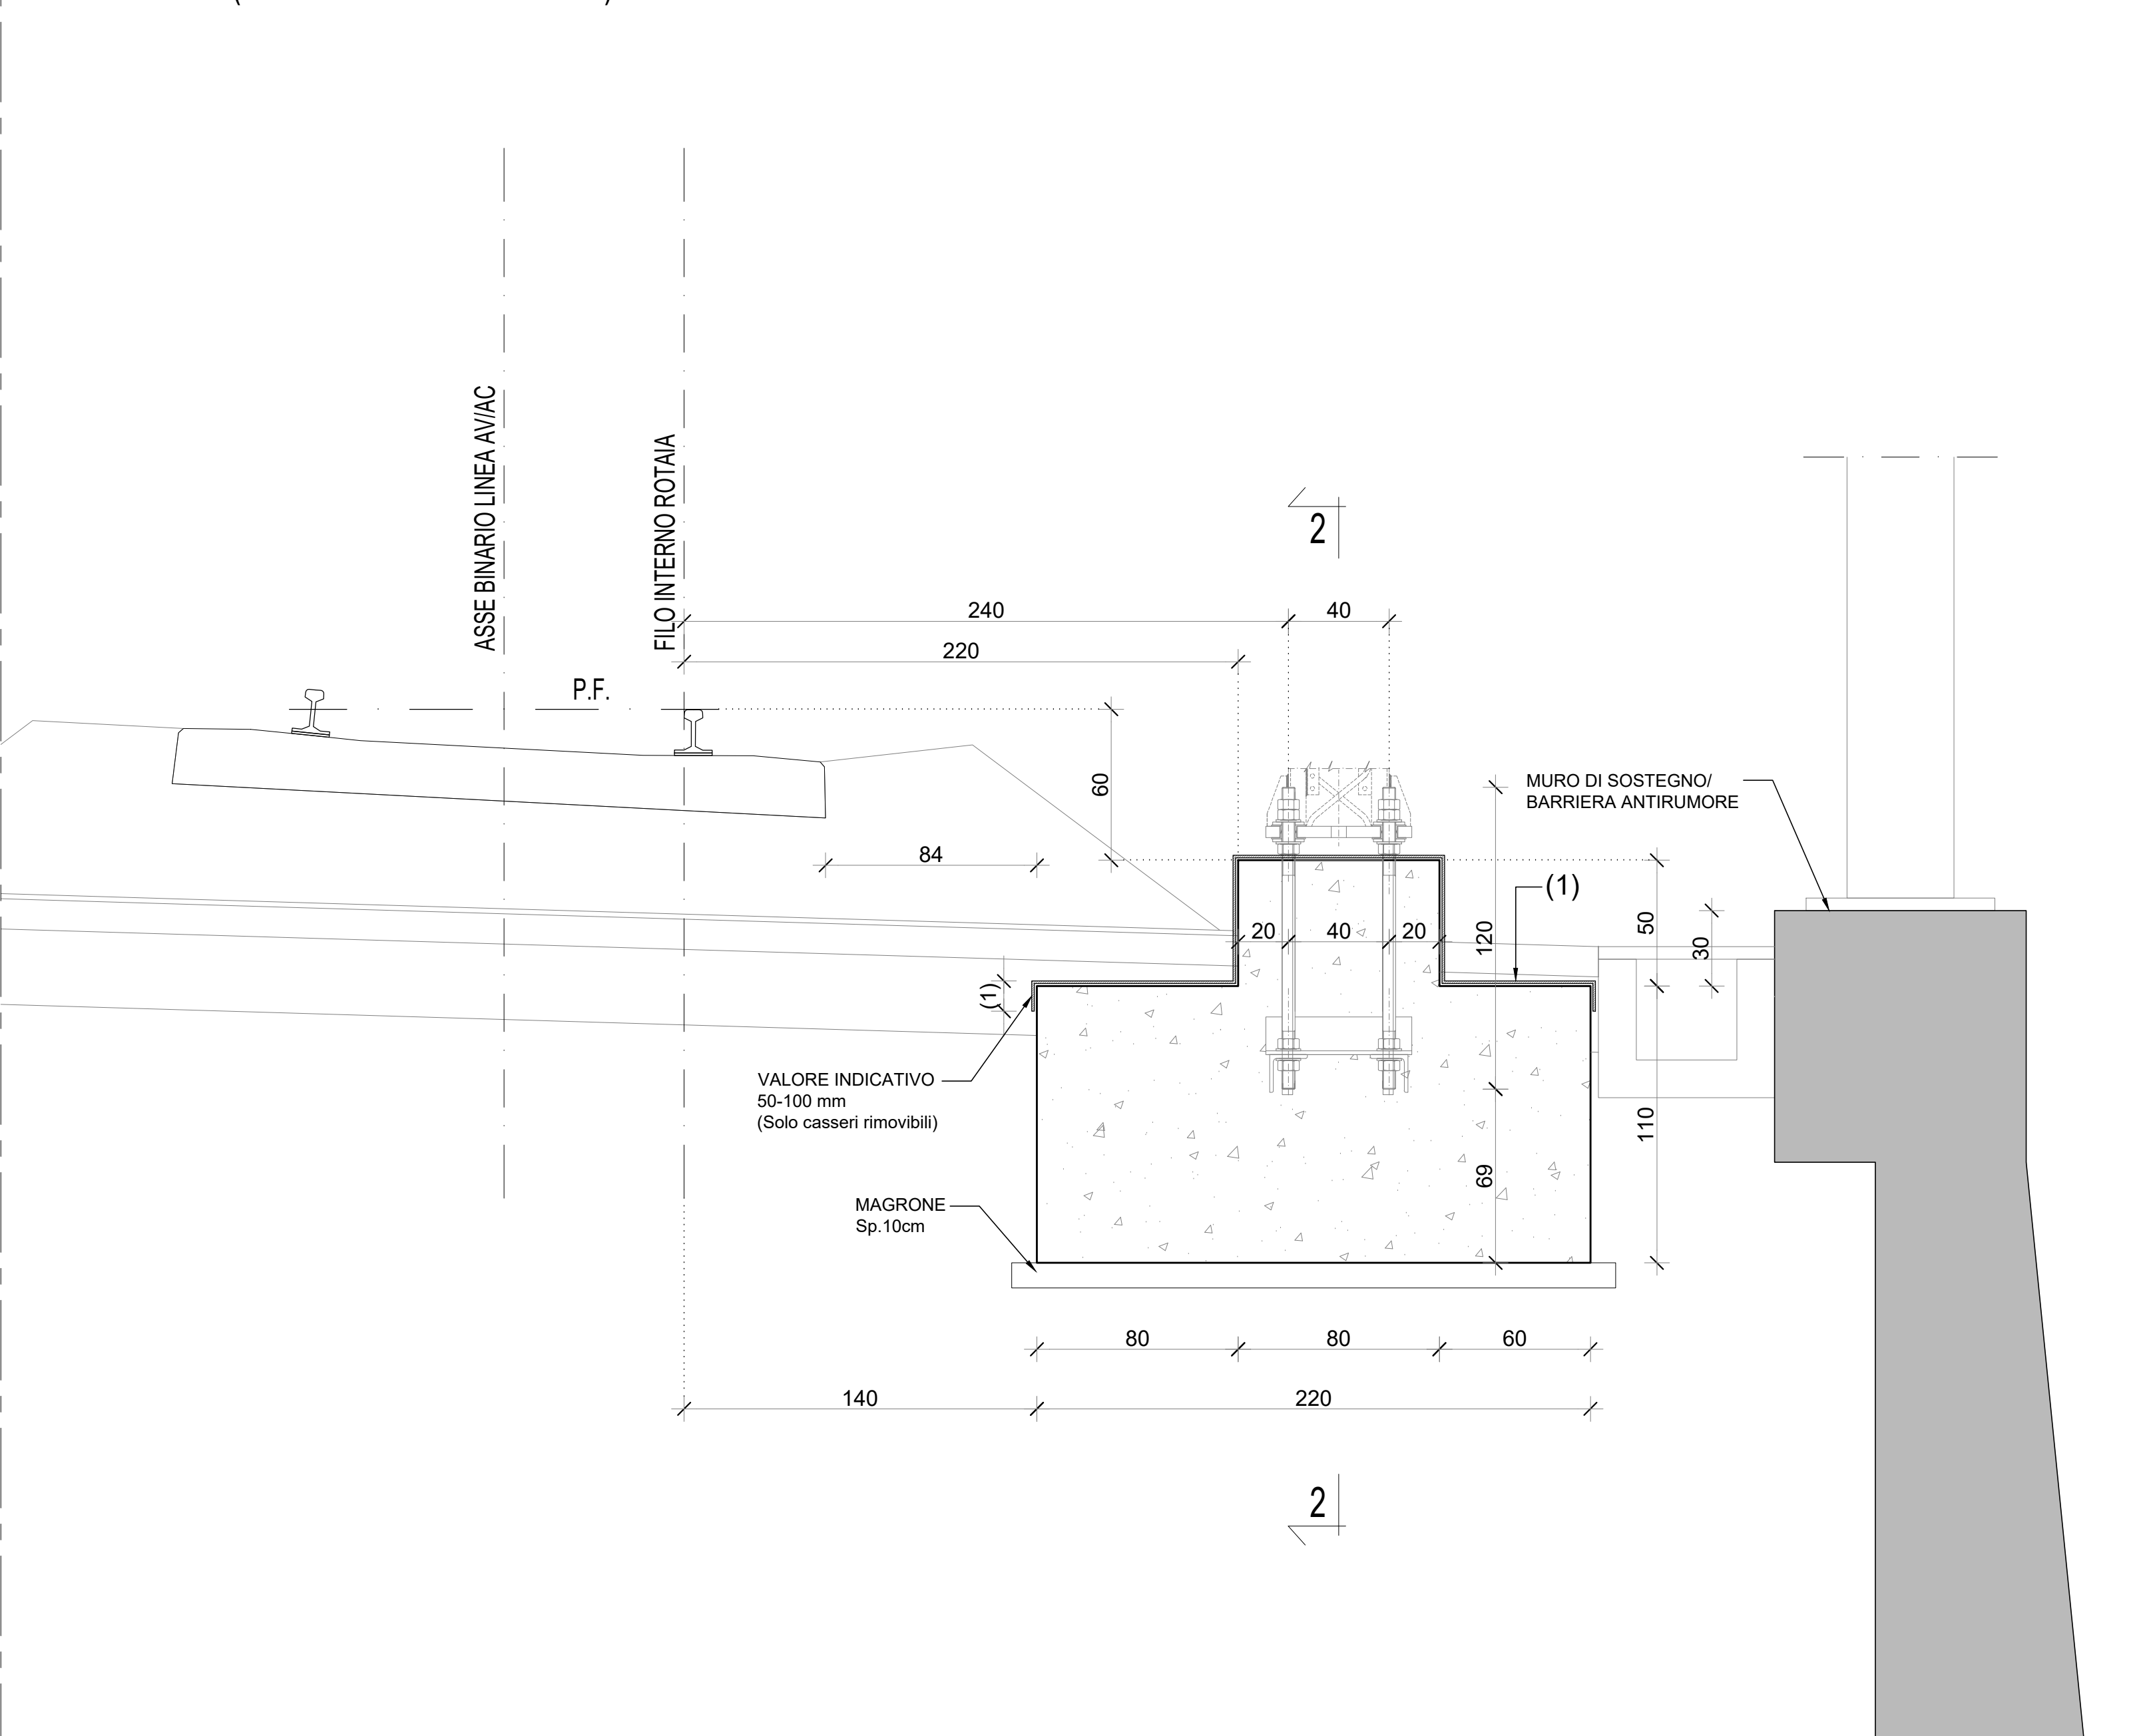 ASSE BINARIO LINEA AV/AC
FILO INTERNO ROTAIA
2
240
40
220
P.F.
60
MURO DI SOSTEGNO/
BARRIERA ANTIRUMORE
84
(1)
20
40
20
120
50
30
(1)
VALORE INDICATIVO
50-100 mm
(Solo casseri rimovibili)
110
69
MAGRONE
Sp.10cm
80
80
60
140
220
2